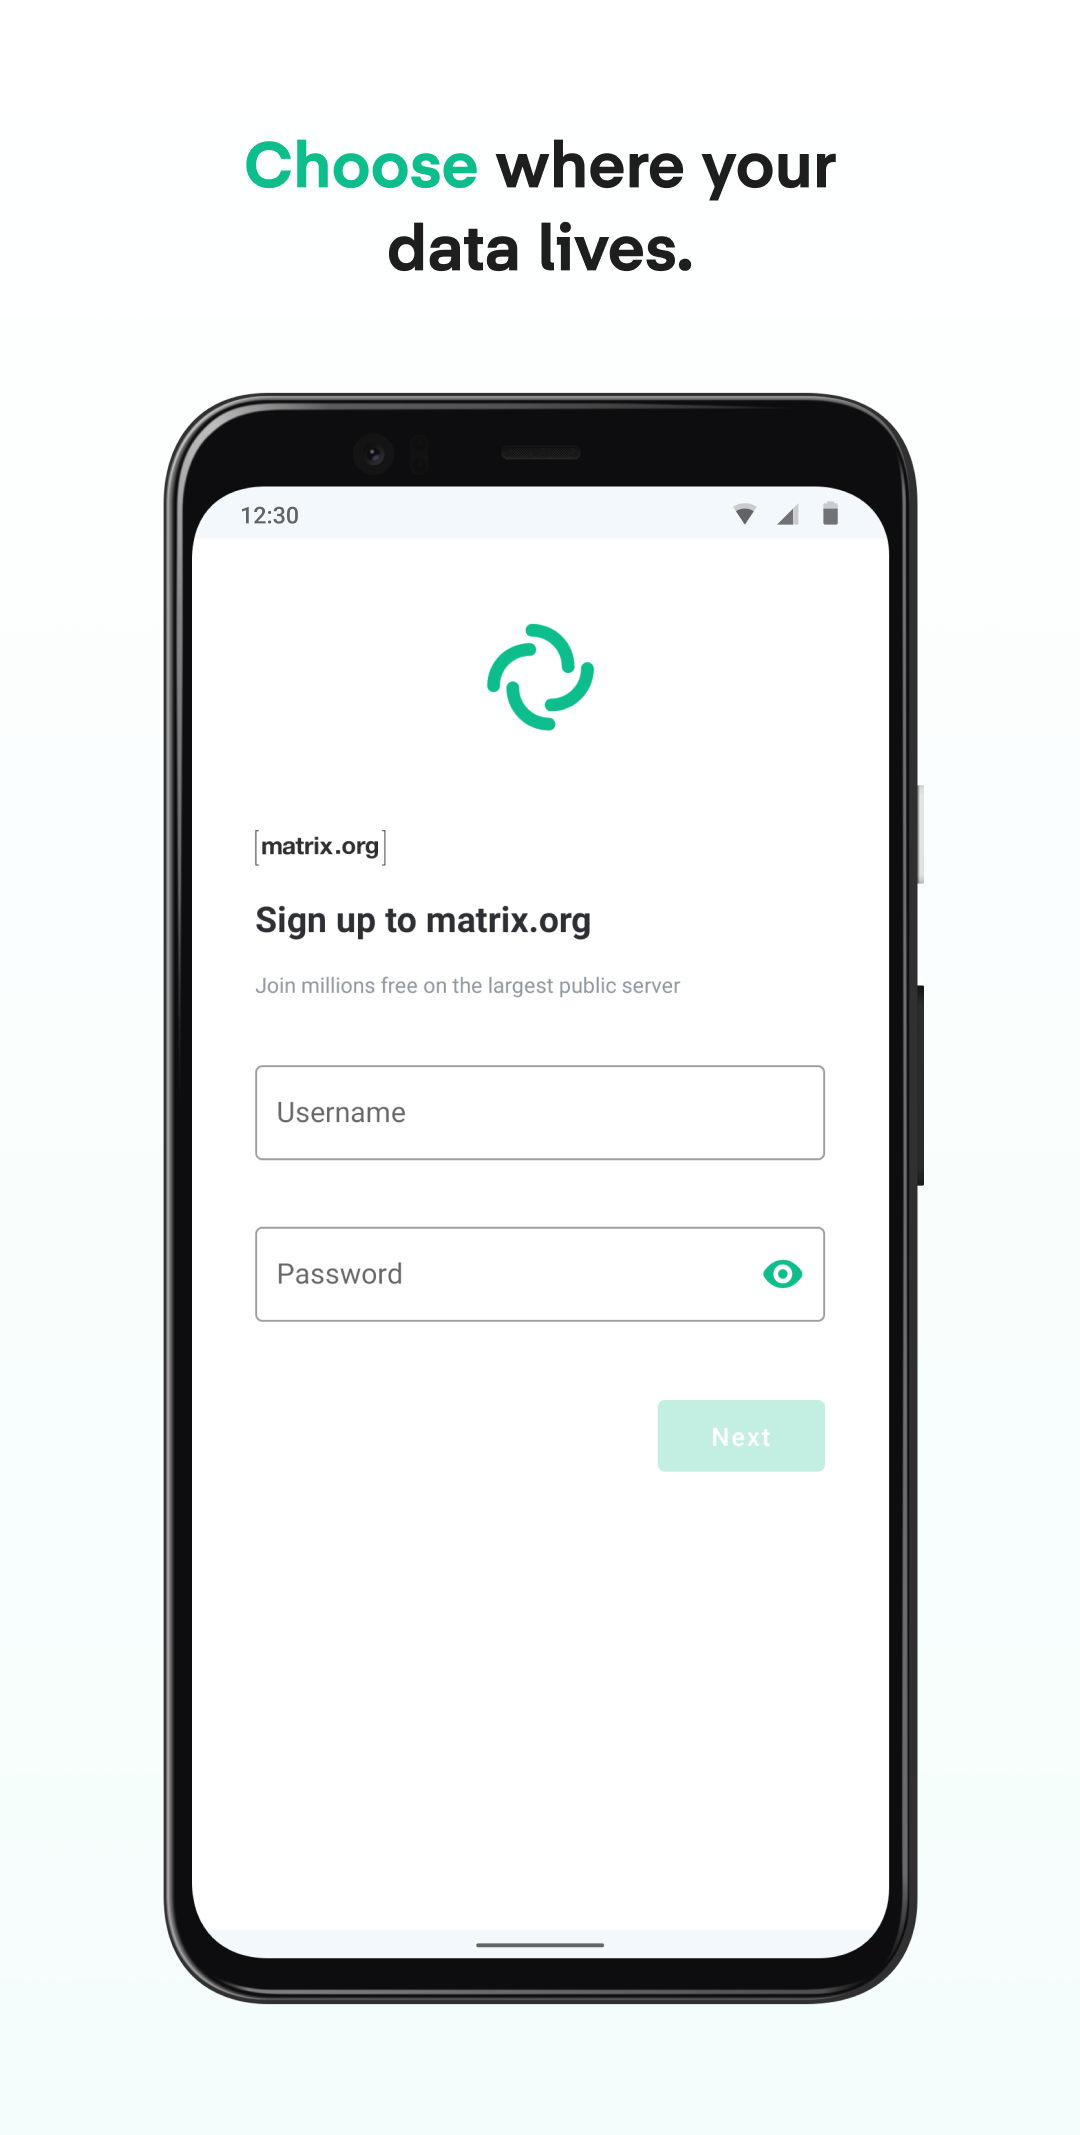 Choose where your
data lives.
12:30
[matrix.org]
Sign up to matrix.org
Join millions free on the largest public server
Username
Password
Next